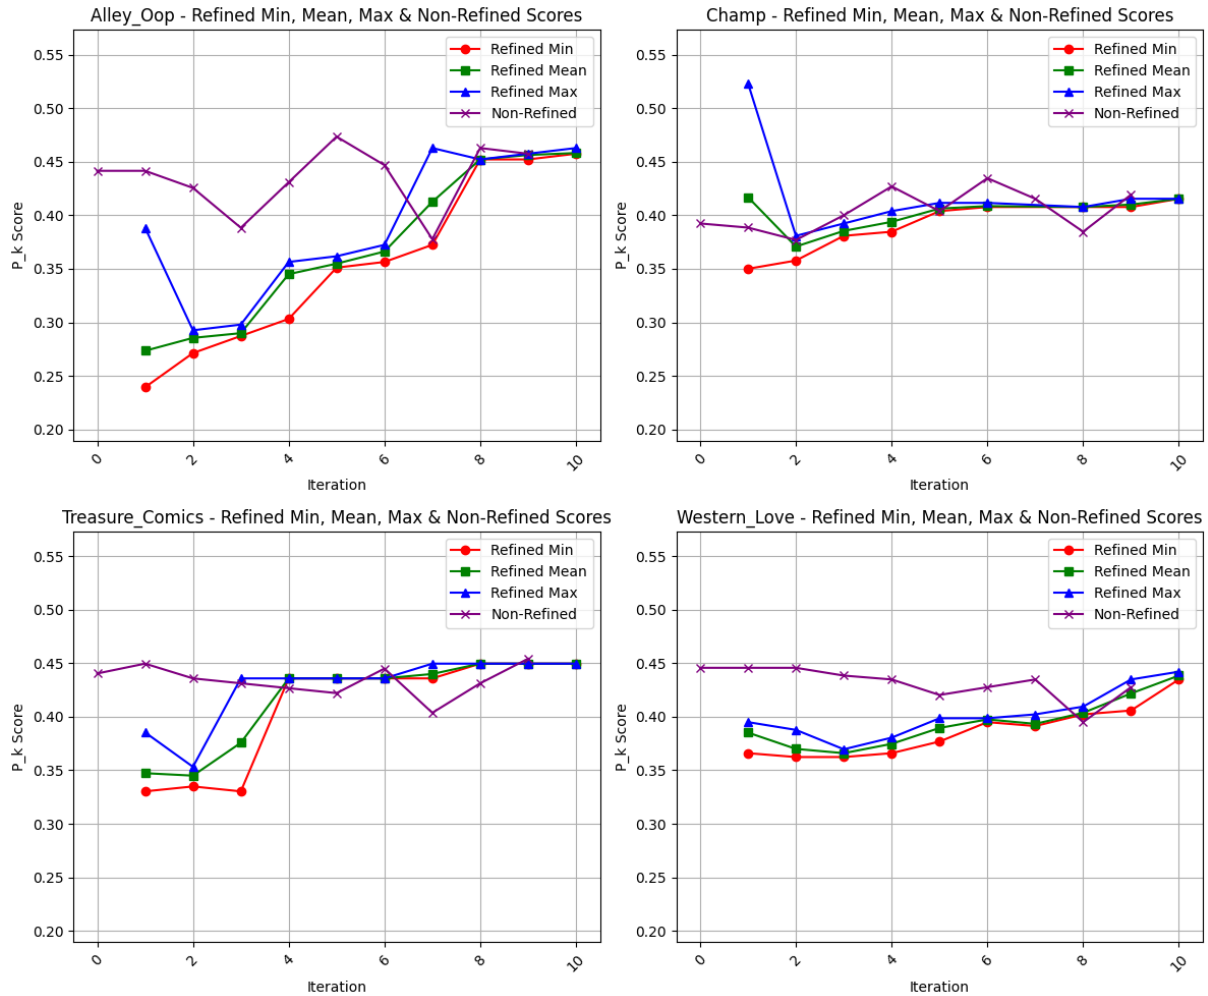 Alley_Oop - Refined Min, Mean, Max & Non-Refined Scores
0.55
0.50
0.45
0.40
0.35
0.30
0.25
0.20
P_k Score
Refined Min
Refined Mean
Refined Max
Non-Refined
0 2 4 6 8 10
Iteration
Champ - Refined Min, Mean, Max & Non-Refined Scores
0.55
0.50
0.45
0.40
0.35
0.30
0.25
0.20
P_k Score
Refined Min
Refined Mean
Refined Max
Non-Refined
0 2 4 6 8 10
Iteration
Treasure_Comics - Refined Min, Mean, Max & Non-Refined Scores
0.55
0.50
0.45
0.40
0.35
0.30
0.25
0.20
P_k Score
Refined Min
Refined Mean
Refined Max
Non-Refined
0 2 4 6 8 10
Iteration
Western_Love - Refined Min, Mean, Max & Non-Refined Scores
0.55
0.50
0.45
0.40
0.35
0.30
0.25
0.20
P_k Score
Refined Min
Refined Mean
Refined Max
Non-Refined
0 2 4 6 8 10
Iteration